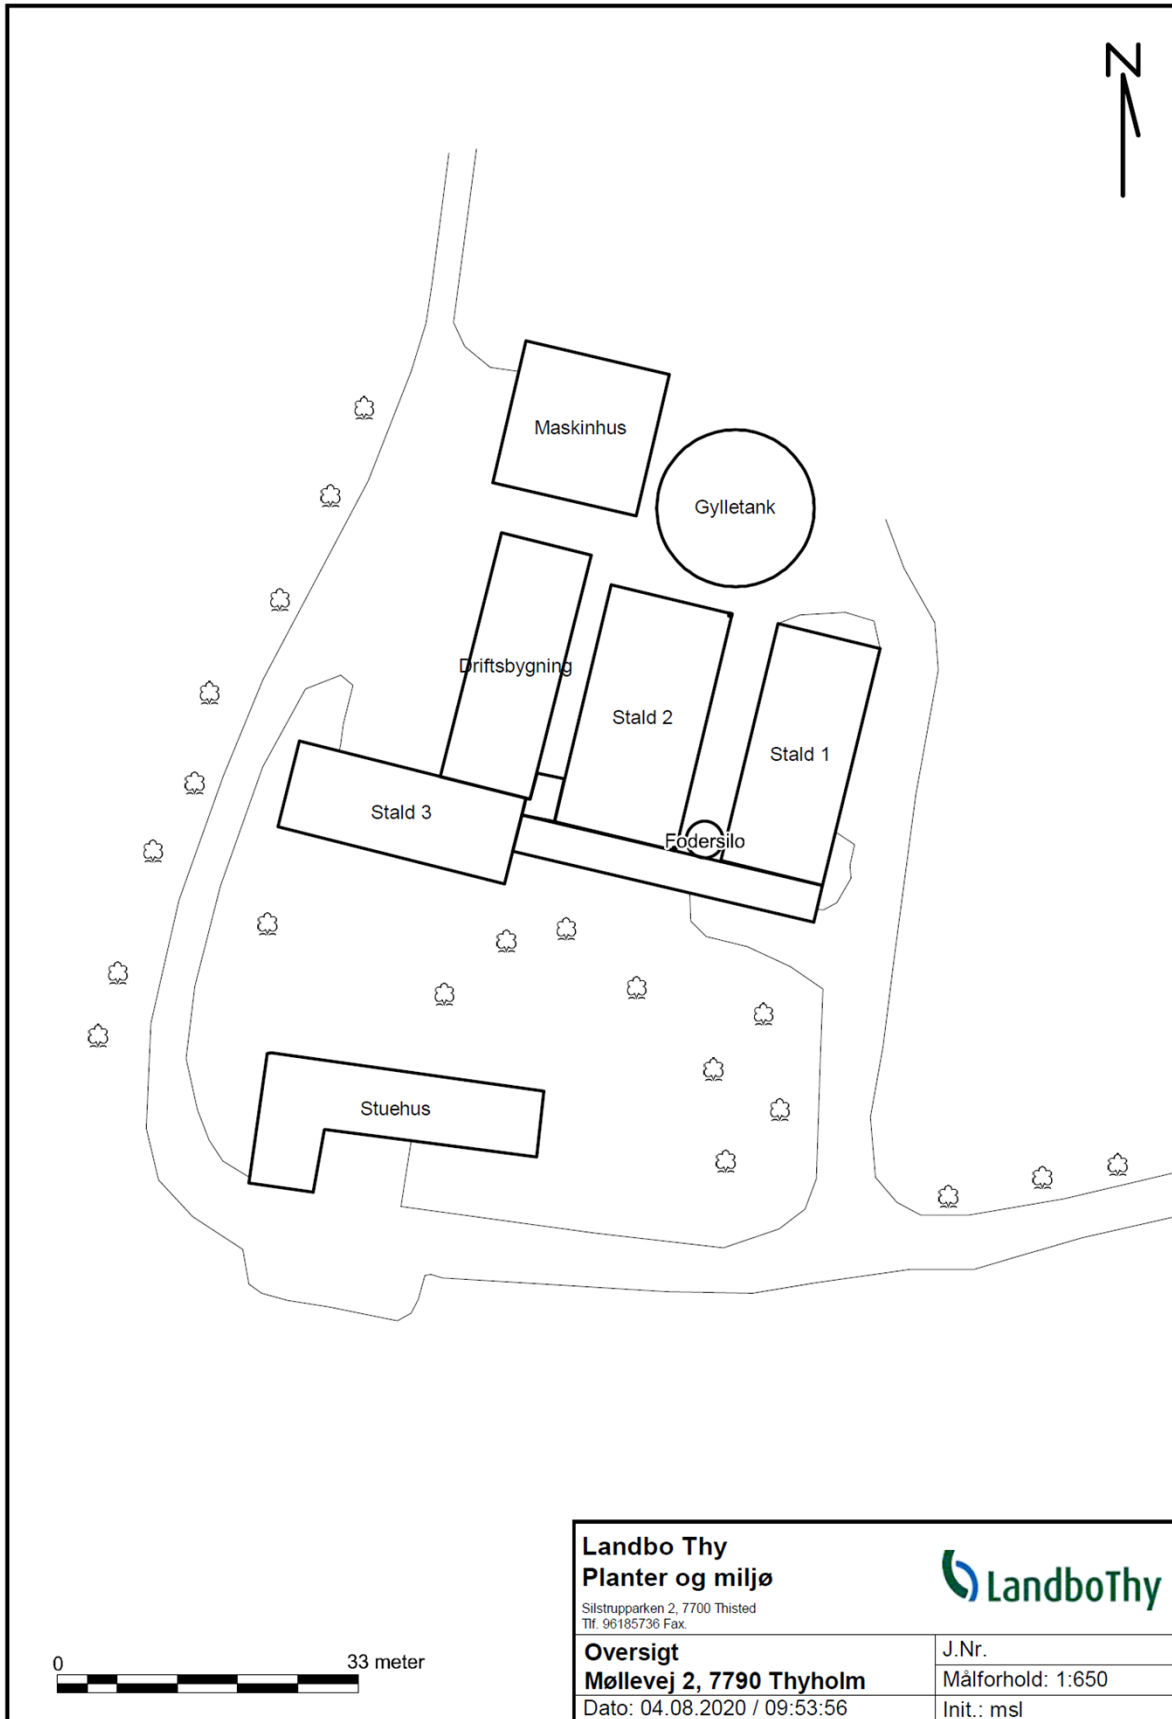 N
Maskinhus
Gylletank
Driftsbygning
Stald 2
Stald 1
Stald 3
Fodersilo
Stuehus
0
33 meter
Landbo Thy
Planter og miljø
Silstrupparken 2, 7700 Thisted
Tlf. 96185736 Fax.
LandboThy
Oversigt
Møllevej 2, 7790 Thyholm
J.Nr.
Målforhold: 1:650
Dato: 04.08.2020 / 09:53:56
Init.: msl